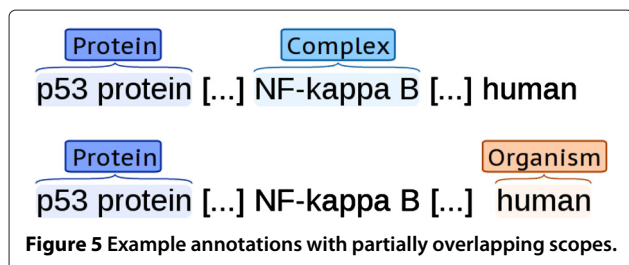 Protein Complex
p53 protein [...] NF-kappa B [...] human
Protein Organism
p53 protein [...] NF-kappa B [...] human
Figure 5 Example annotations with partially overlapping scopes.